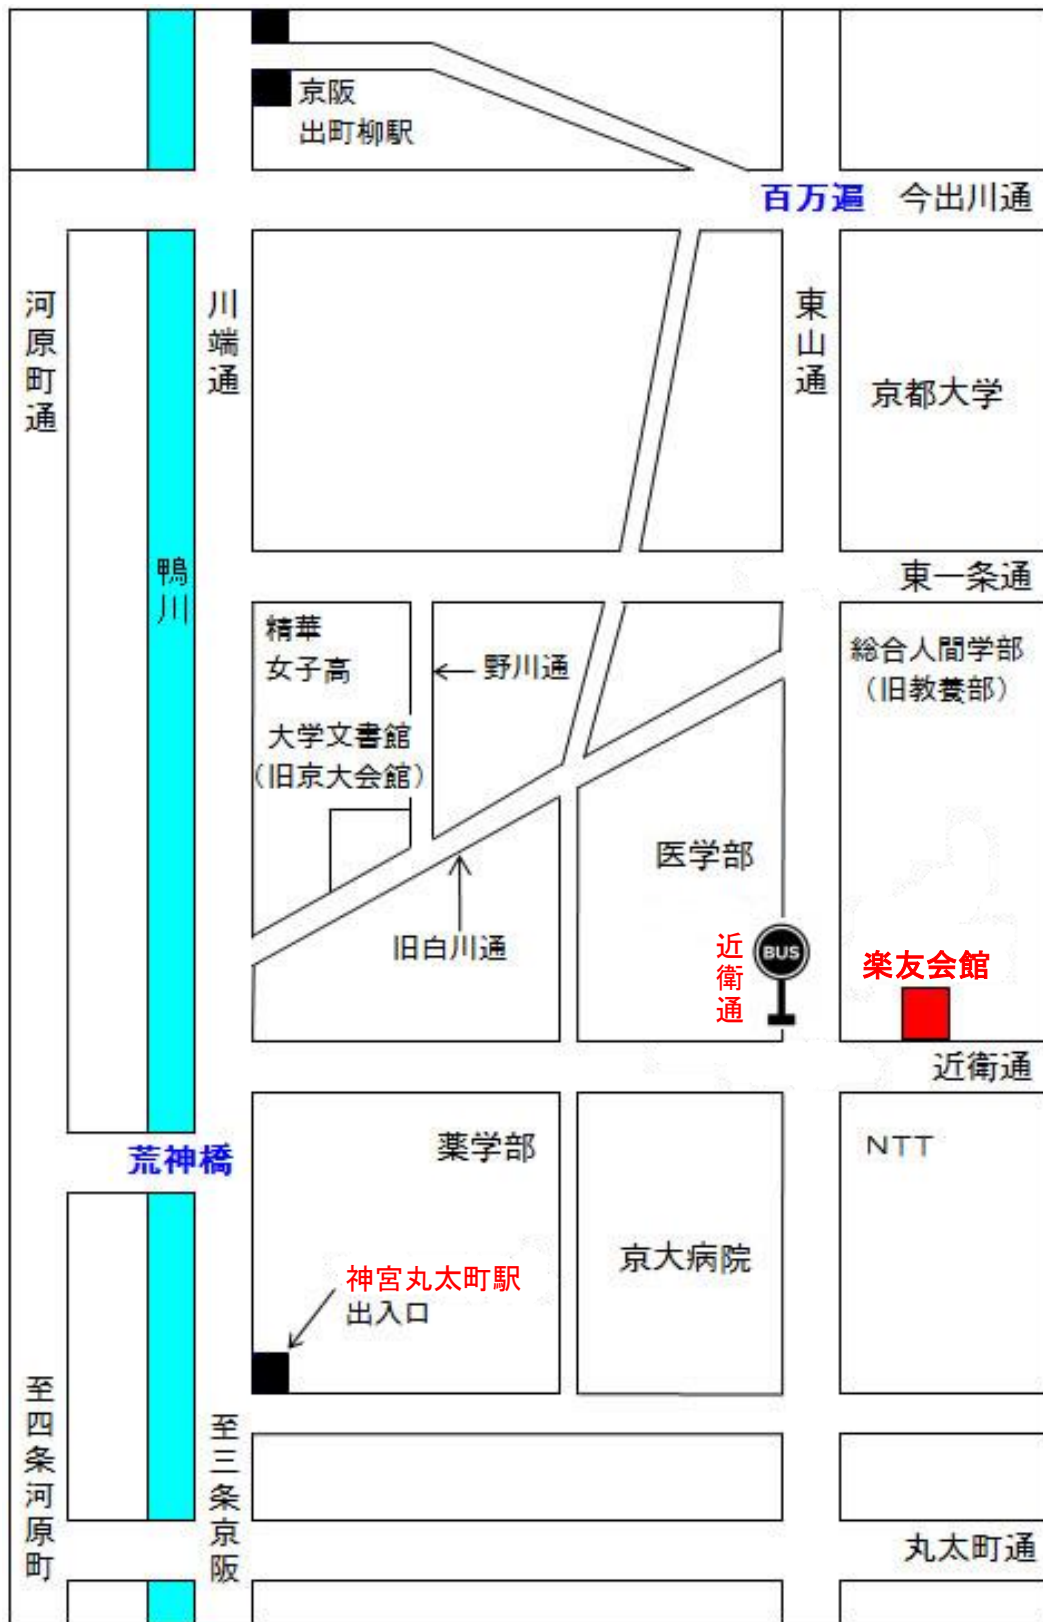 京阪
出町柳駅
百万遍
今出川通
河原町通
川端通
東山通
京都大学
鴨川
東一条通
精華
女子高
野川通
総合人間学部
（旧教養部）
大学文書館
（旧京大会館）
医学部
旧白川通
近衛通
BUS
楽友会館
近衛通
荒神橋
薬学部
NTT
京大病院
神宮丸太町駅
出入口
至四条河原町
至三条京阪
丸太町通